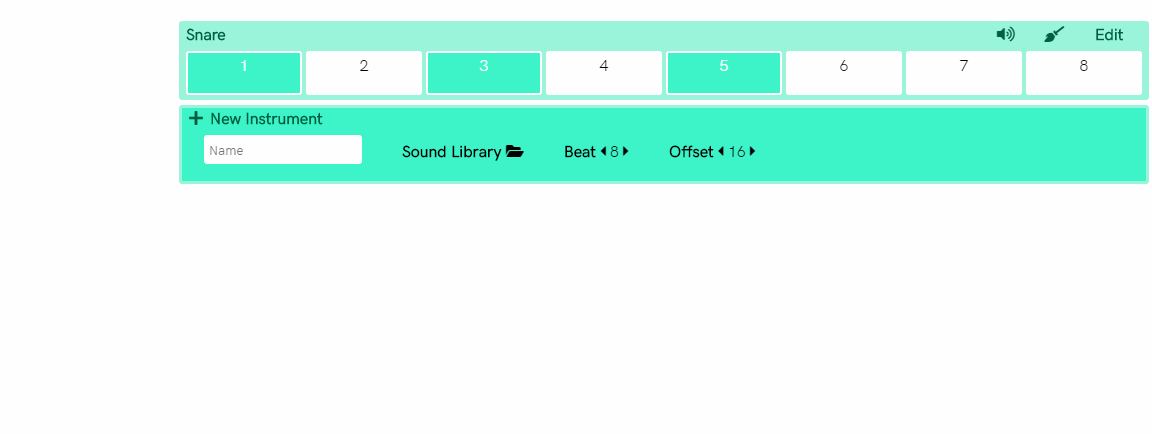 Snare Edit
1 2 3 4 5 6 7 8
New Instrument
Name Sound Library Beat 8 Offset 16